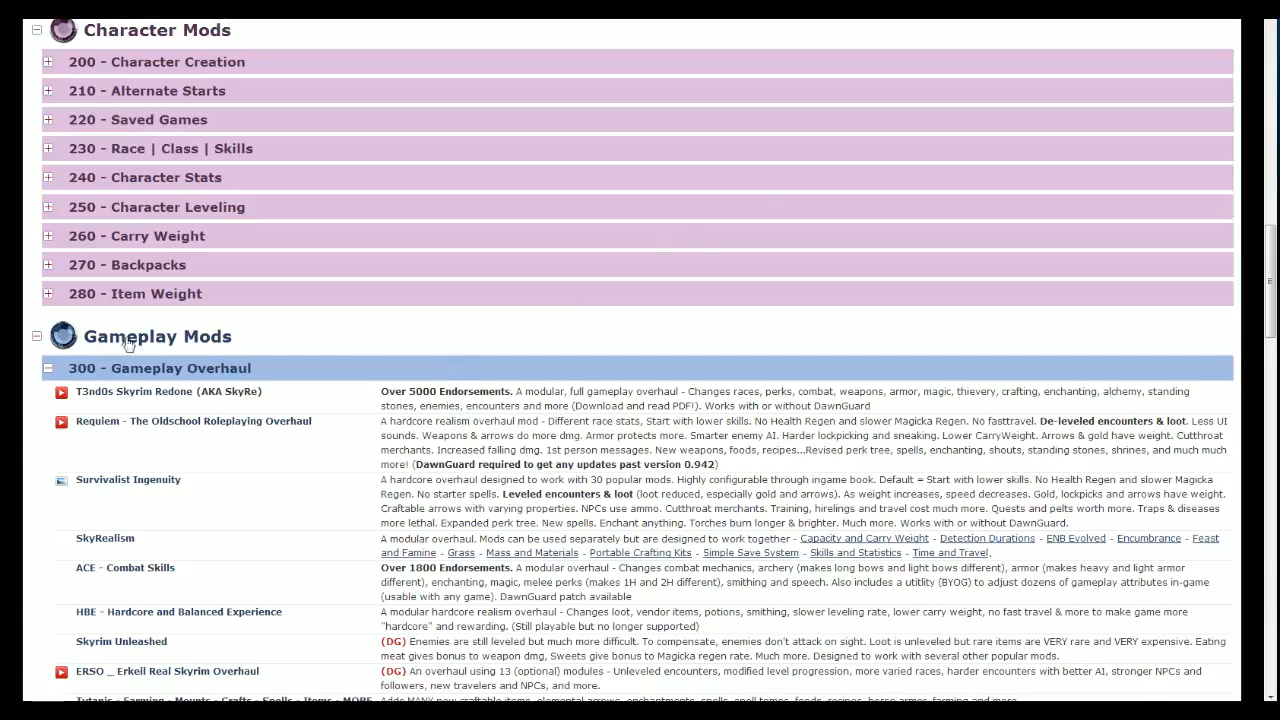 Character Mods
200 - Character Creation
210 - Alternate Starts
220 - Saved Games
230 - Race | Class | Skills
240 - Character Stats
250 - Character Leveling
260 - Carry Weight
270 - Backpacks
280 - Item Weight
Gameplay Mods
300 - Gameplay Overhaul
T3nd0s Skyrim Redone (AKA SkyRe)
Over 5000 Endorsements. A modular, full gameplay overhaul - Changes races, perks, combat, weapons, armor, magic, thievery, crafting, enchanting, alchemy, standing
stones, enemies, encounters and more (Download and read PDF!). Works with or without DawnGuard
Requiem - The Oldschool Roleplaying Overhaul
A hardcore realism overhaul mod - Different race stats, Start with lower skills. No Health Regen and slower Magicka Regen. No fasttravel. De-leveled encounters & loot. Less UI
sounds. Weapons & arrows do more dmg. Armor protects more. Smarter enemy AI. Harder lockpicking and sneaking. Lower CarryWeight. Arrows & gold have weight. Cutthroat
merchants. Increased falling dmg. 1st person messages. New weapons, foods, recipes...Revised perk tree, spells, enchanting, shouts, standing stones, shrines, and much much
more! (DawnGuard required to get any updates past version 0.942)
Survivalist Ingenuity
A hardcore overhaul designed to work with 30 popular mods. Highly configurable through ingame book. Default = Start with lower skills. No Health Regen and slower Magicka
Regen. No starter spells. Leveled encounters & loot (loot reduced, especially gold and arrows). As weight increases, speed decreases. Gold, lockpicks and arrows have weight.
Craftable arrows with varying properties. NPCs use ammo. Cutthroat merchants. Training, hirelings and travel cost much more. Quests and pelts worth more. Traps & diseases
more lethal. Expanded perk tree. New spells. Enchant anything. Torches burn longer & brighter. Much more. Works with or without DawnGuard.
SkyRealism
A modular overhaul. Mods can be used separately but are designed to work together - Capacity and Carry Weight - Detection Durations - ENB Evolved - Encumbrance - Feast
and Famine - Grass - Mass and Materials - Portable Crafting Kits - Simple Save System - Skills and Statistics - Time and Travel.
ACE - Combat Skills
Over 1800 Endorsements. A modular overhaul - Changes combat mechanics, archery (makes long bows and light bows different), armor (makes heavy and light armor
different), enchanting, magic, melee perks (makes 1H and 2H different), smithing and speech. Also includes a utitlity (BYOG) to adjust dozens of gameplay attributes in-game
(usable with any game). DawnGuard patch available
HBE - Hardcore and Balanced Experience
A modular hardcore realism overhaul - Changes loot, vendor items, potions, smithing, slower leveling rate, lower carry weight, no fast travel & more to make game more
"hardcore" and rewarding. (Still playable but no longer supported)
Skyrim Unleashed
(DG) Enemies are still leveled but much more difficult. To compensate, enemies don't attack on sight. Loot is unleveled but rare items are VERY rare and VERY expensive. Eating
meat gives bonus to weapon dmg, Sweets give bonus to Magicka regen rate. Much more. Designed to work with several other popular mods.
ERSO _ Erkeil Real Skyrim Overhaul
(DG) An overhaul using 13 (optional) modules - Unleveled encounters, modified level progression, more varied races, harder encounters with better AI, stronger NPCs and
followers, new travelers and NPCs, and more.